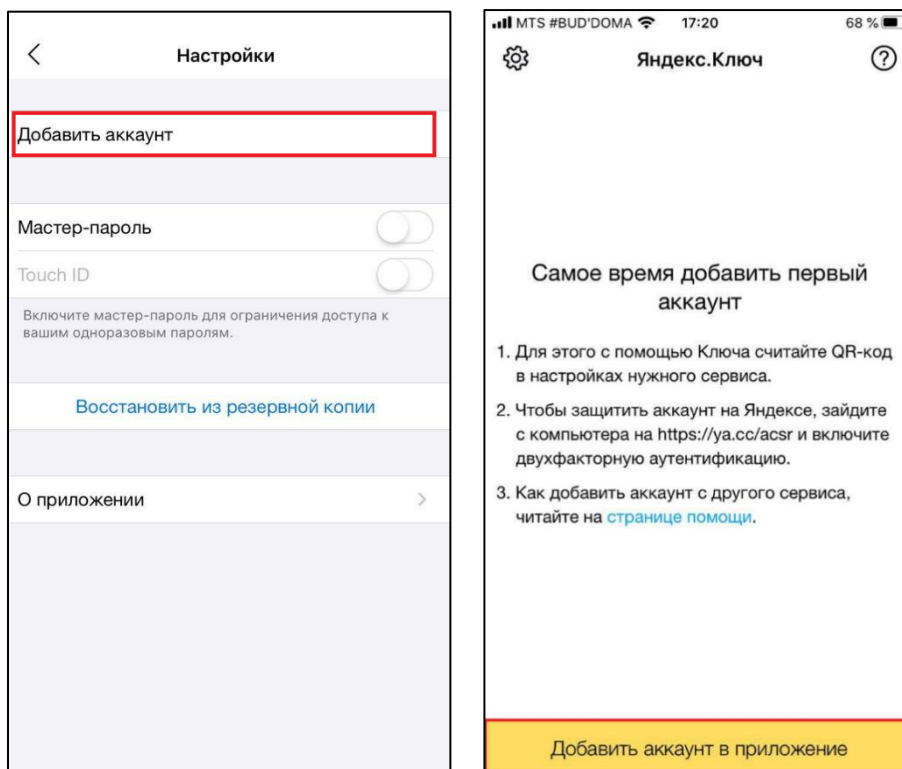 Настройки
Добавить аккаунт
Мастер-пароль
Touch ID
Включите мастер-пароль для ограничения доступа к
вашим одноразовым паролям.
Восстановить из резервной копии
О приложении
MTS #BUD'DOMA 17:20 68 %
Яндекс.Ключ
Самое время добавить первый
аккаунт
1. Для этого с помощью Ключа считайте QR-код
в настройках нужного сервиса.
2. Чтобы защитить аккаунт на Яндексе, зайдите
с компьютера на https://ya.cc/acsr и включите
двухфакторную аутентификацию.
3. Как добавить аккаунт с другого сервиса,
читайте на странице помощи.
Добавить аккаунт в приложение